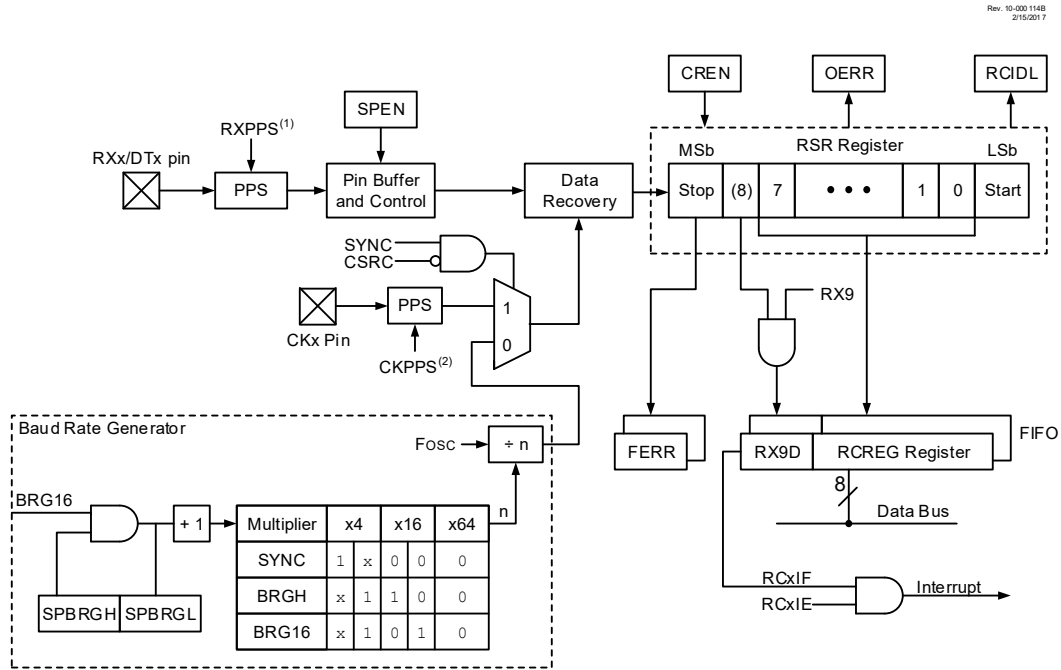 Rev. 10-000 114B
2/15/2017
CREN
OERR
RCIDL
SPEN
RXPPS(1)
RXx/DTx pin
PPS
Pin Buffer
and Control
Data
Recovery
MSb
RSR Register
LSb
Stop
(8)
7
• • •
1
0
Start
SYNC
CSRC
CKx Pin
PPS
CKPPS(2)
1
0
RX9
Baud Rate Generator
Fosc
÷ n
FERR
RX9D
RCREG Register
FIFO
8
Data Bus
BRG16
+ 1
n
Multiplier x4 x16 x64
SYNC 1 x 0 0 0
BRGH x 1 1 0 0
BRG16 x 1 0 1 0
SPBRGH
SPBRGL
RCxIF
RCxIE
Interrupt